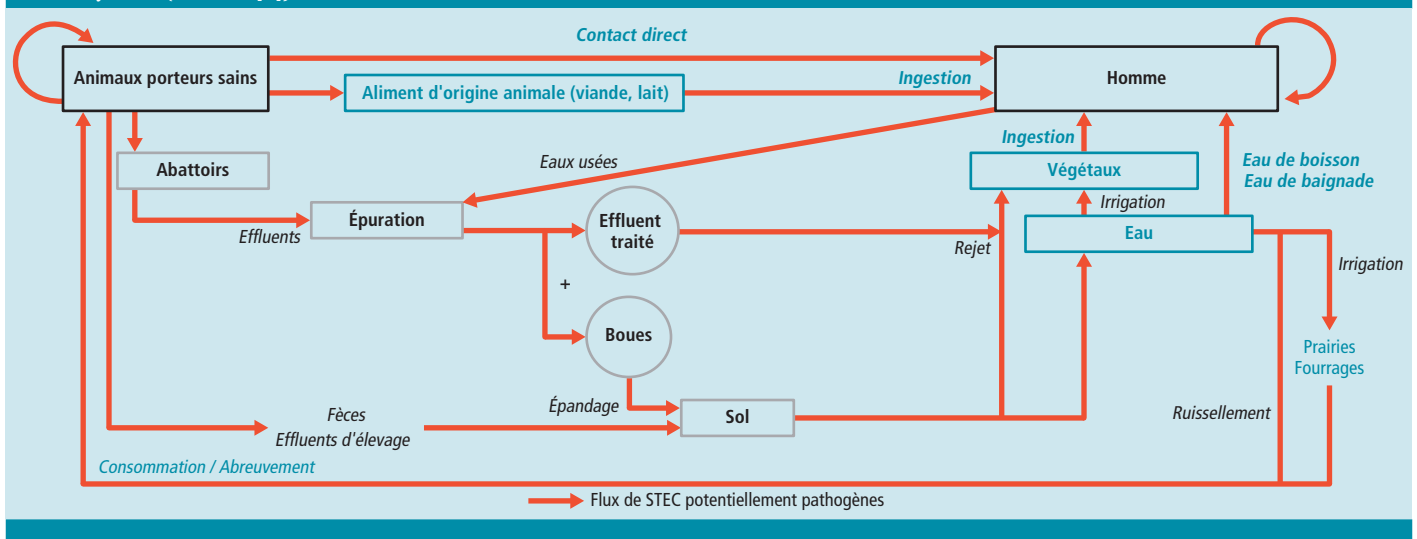 Contact direct
Animaux porteurs sains
Homme
Ingestion
Aliment d'origine animale (viande, lait)
Ingestion
Eaux usées
Abattoirs
Végétaux
Eau de boisson
Eau de baignade
Irrigation
Épuration
Effluent
traité
Effluents
Eau
Rejet
Irrigation
+
Boues
Prairies
Fourrages
Épandage
Fèces
Effluents d'élevage
Sol
Ruissellement
Consommation / Abreuvement
Flux de STEC potentiellement pathogènes